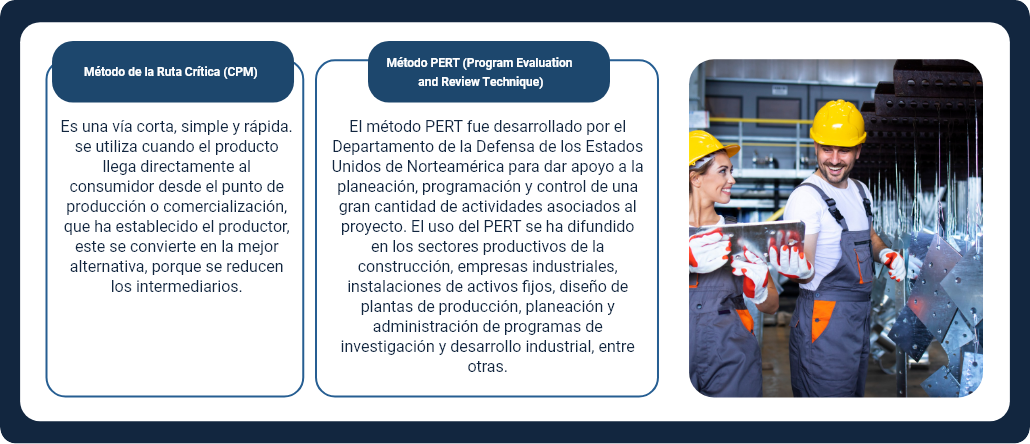 Método de la Ruta Crítica (CPM)
Es una vía corta, simple y rápida.
se utiliza cuando el producto
llega directamente al
consumidor desde el punto de
producción o comercialización,
que ha establecido el productor,
este se convierte en la mejor
alternativa, porque se reducen
los intermediarios.
Método PERT (Program Evaluation
and Review Technique)
El método PERT fue desarrollado por el
Departamento de la Defensa de los Estados
Unidos de Norteamérica para dar apoyo a la
planeación, programación y control de una
gran cantidad de actividades asociados al
proyecto. El uso del PERT se ha difundido
en los sectores productivos de la
construcción, empresas industriales,
instalaciones de activos fijos, diseño de
plantas de producción, planeación y
administración de programas de
investigación y desarrollo industrial, entre
otras.